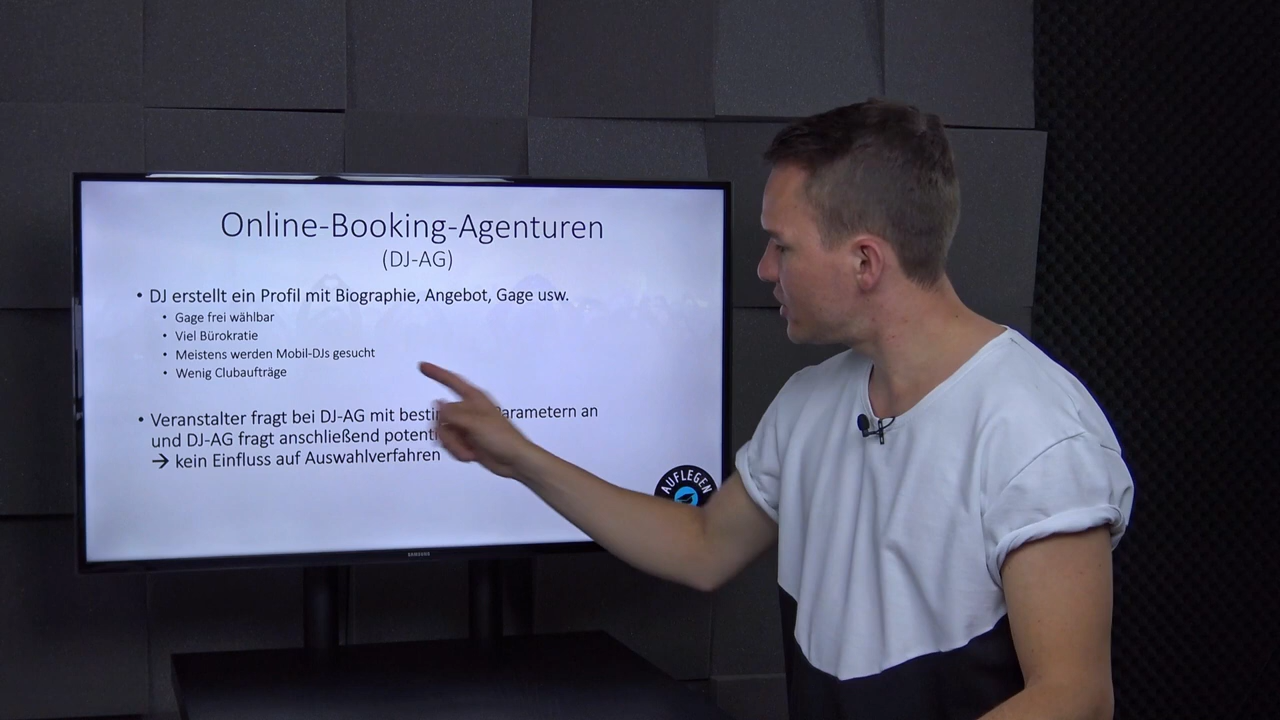 Online-Booking-Agenturen
(DJ-AG)
• DJ erstellt ein Profil mit Biographie, Angebot, Gage usw.
• Gage frei wählbar
• Viel Bürokratie
• Meistens werden Mobil-DJs gesucht
• Wenig Clubaufträge
• Veranstalter fragt bei DJ-AG mit Parametern an
und DJ-AG fragt anschließend
→ kein Einfluss auf Auswahlverfahren
AUFLEGEN
SAMSUNG